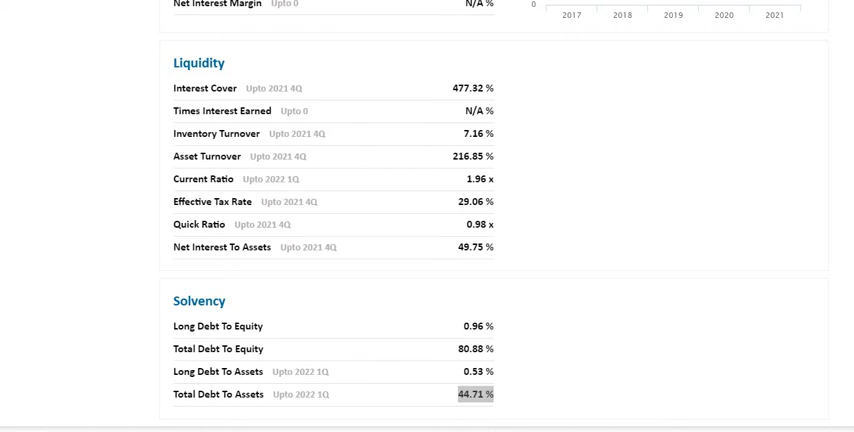 Net Interest Margin Upto 0 N/A %
0
2017 2018 2019 2020 2021
Liquidity
Interest Cover Upto 2021 4Q 477.32 %
Times Interest Earned Upto 0 N/A %
Inventory Turnover Upto 2021 4Q 7.16 %
Asset Turnover Upto 2021 4Q 216.85 %
Current Ratio Upto 2022 1Q 1.96 x
Effective Tax Rate Upto 2021 4Q 29.06 %
Quick Ratio Upto 2021 4Q 0.98 x
Net Interest To Assets Upto 2021 4Q 49.75 %
Solvency
Long Debt To Equity 0.96 %
Total Debt To Equity 80.88 %
Long Debt To Assets Upto 2022 1Q 0.53 %
Total Debt To Assets Upto 2022 1Q 44.71 %